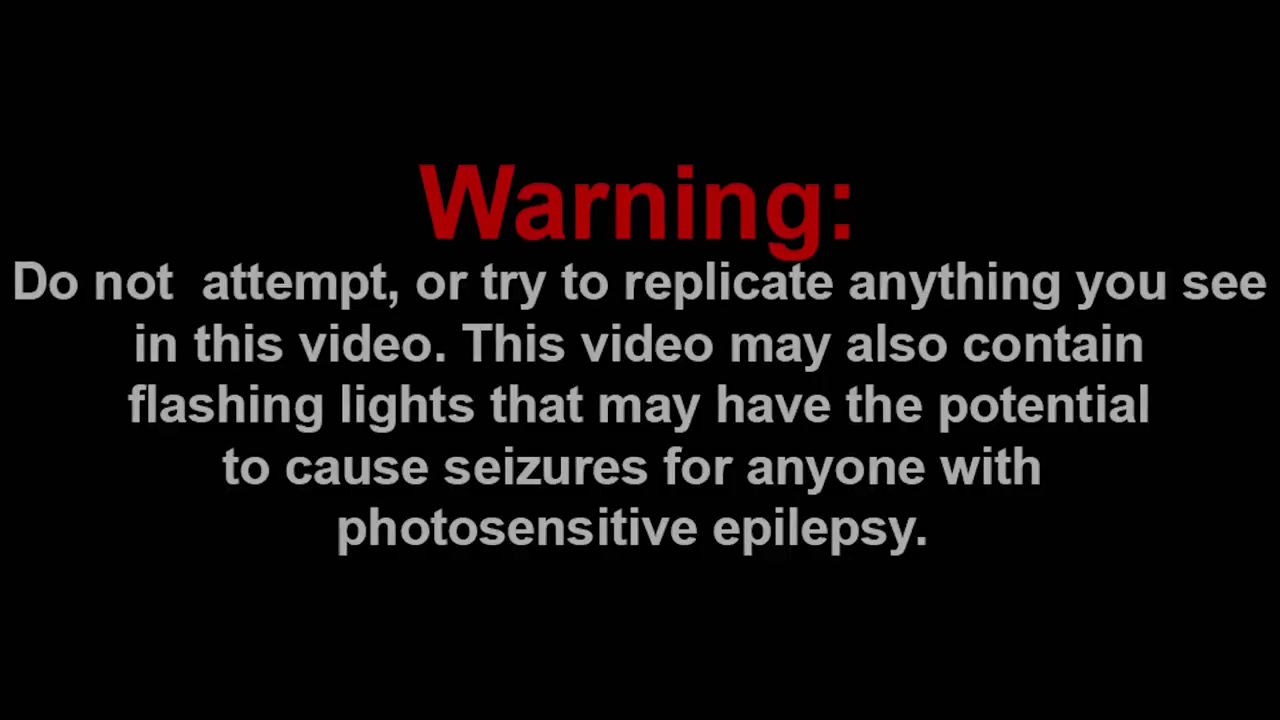 Warning:
Do not  attempt, or try to replicate anything you see
in this video. This video may also contain
flashing lights that may have the potential
to cause seizures for anyone with
photosensitive epilepsy.